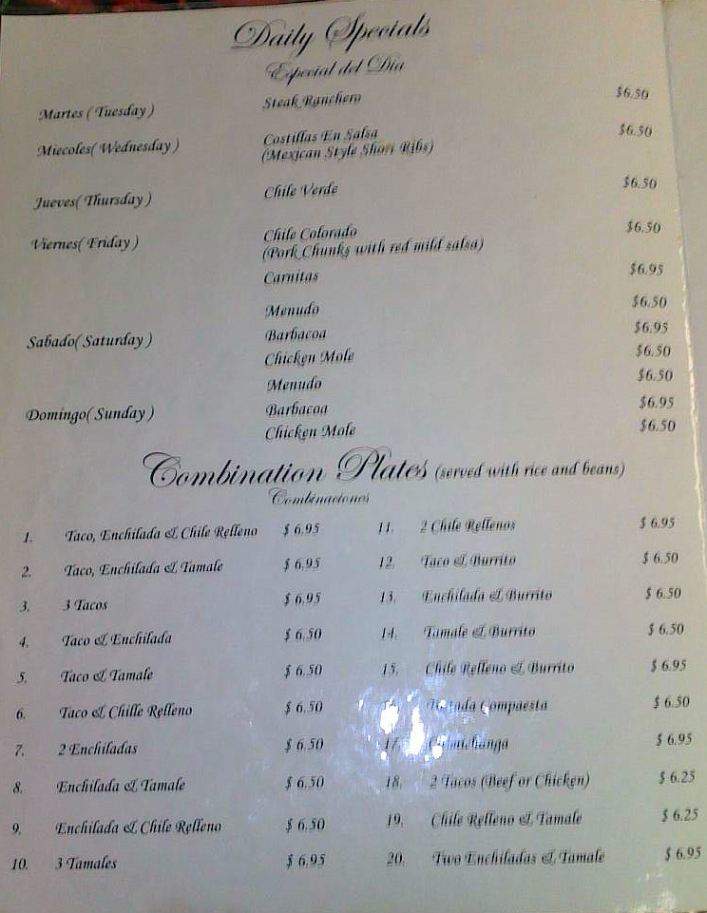 Daily Specials
Especial del Dia
Martes ( Tuesday ) Steak Ranchero $6.50
Miecoles( Wednesday ) Costillas En Salsa $6.50
(Mexican Style Short Ribs)
Jueves( Thursday ) Chile Verde $6.50
Viernes( Friday ) Chile Colorado $6.50
(Pork Chunks with red mild salsa)
Carnitas $6.95
Menudo $6.50
Sabado( Saturday ) Barbacoa $6.95
Chicken Mole $6.50
Menudo $6.50
Domingo( Sunday ) Barbacoa $6.95
Chicken Mole $6.50
Combination Plates (served with rice and beans)
Combinaciones
1. Taco, Enchilada & Chile Relleno $ 6.95 11. 2 Chile Rellenos $ 6.95
2. Taco, Enchilada & Tamale $ 6.95 12. Taco & Burrito $ 6.50
3. 3 Tacos $ 6.95 13. Enchilada & Burrito $ 6.50
4. Taco & Enchilada $ 6.50 14. Tamale & Burrito $ 6.50
5. Taco & Tamale $ 6.50 15. Chile Relleno & Burrito $ 6.95
6. Taco & Chille Relleno $ 6.50 Tostada Compaesta $ 6.50
7. 2 Enchiladas $ 6.50 17. Chimichanga $ 6.95
8. Enchilada & Tamale $ 6.50 18. 2 Tacos (Beef or Chicken) $ 6.25
9. Enchilada & Chile Relleno $ 6.50 19. Chile Relleno & Tamale $ 6.25
10. 3 Tamales $ 6.95 20. Two Enchiladas & Tamale $ 6.95